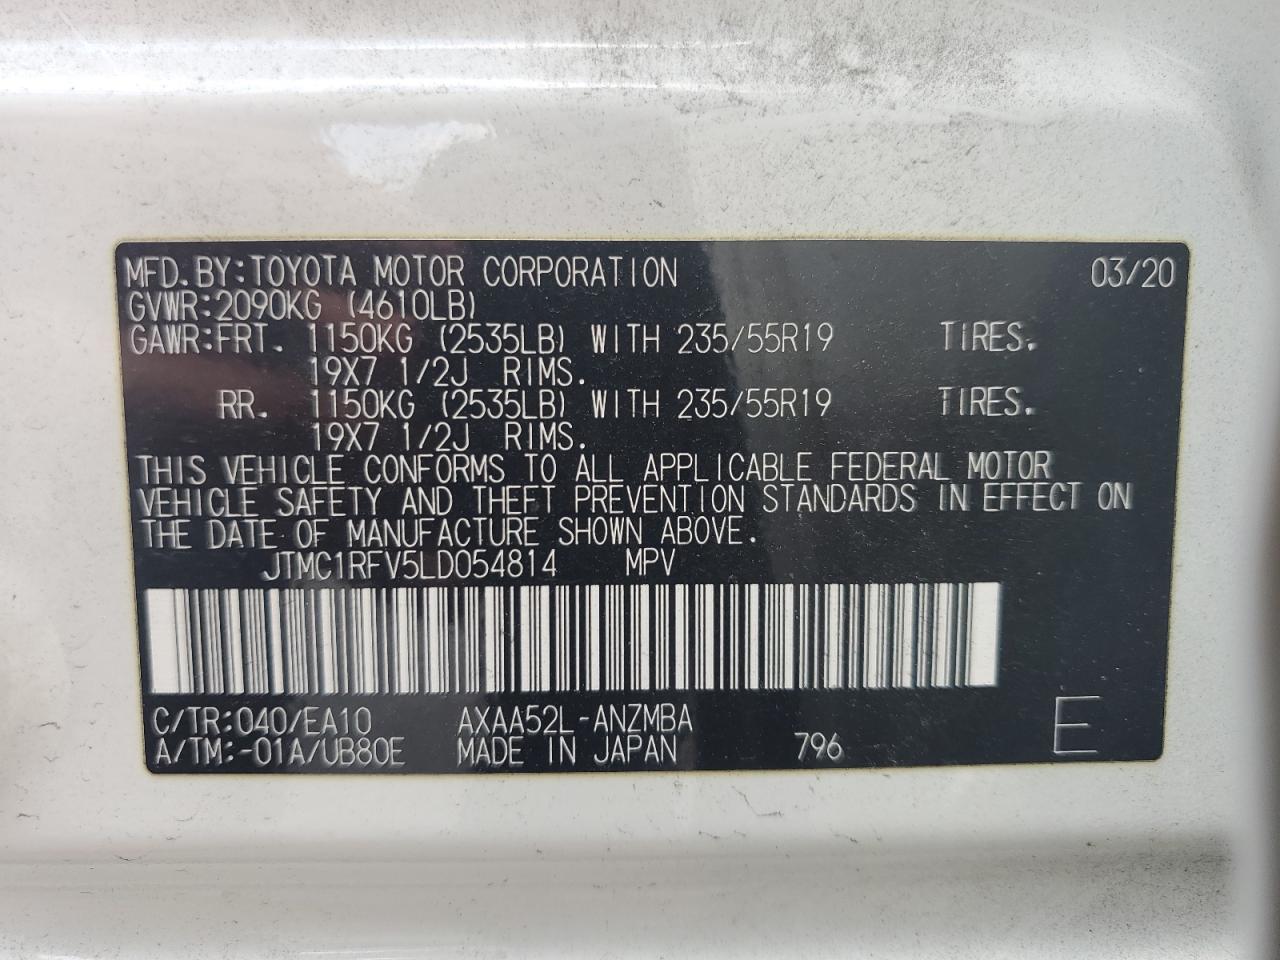 MFD.BY:TOYOTA MOTOR CORPORATION 03/20
GVWR:2090KG (4610LB)
GAWR:FRT. 1150KG (2535LB) WITH 235/55R19 TIRES.
19X7 1/2J RIMS.
RR. 1150KG (2535LB) WITH 235/55R19 TIRES.
19X7 1/2J RIMS.
THIS VEHICLE CONFORMS TO ALL APPLICABLE FEDERAL MOTOR
VEHICLE SAFETY AND THEFT PREVENTION STANDARDS IN EFFECT ON
THE DATE OF MANUFACTURE SHOWN ABOVE.
JTMC1RFV5LD054814 MPV
C/TR:040/EA10 AXAA52L-ANZMBA E
A/TM:-01A/UB80E MADE IN JAPAN 796